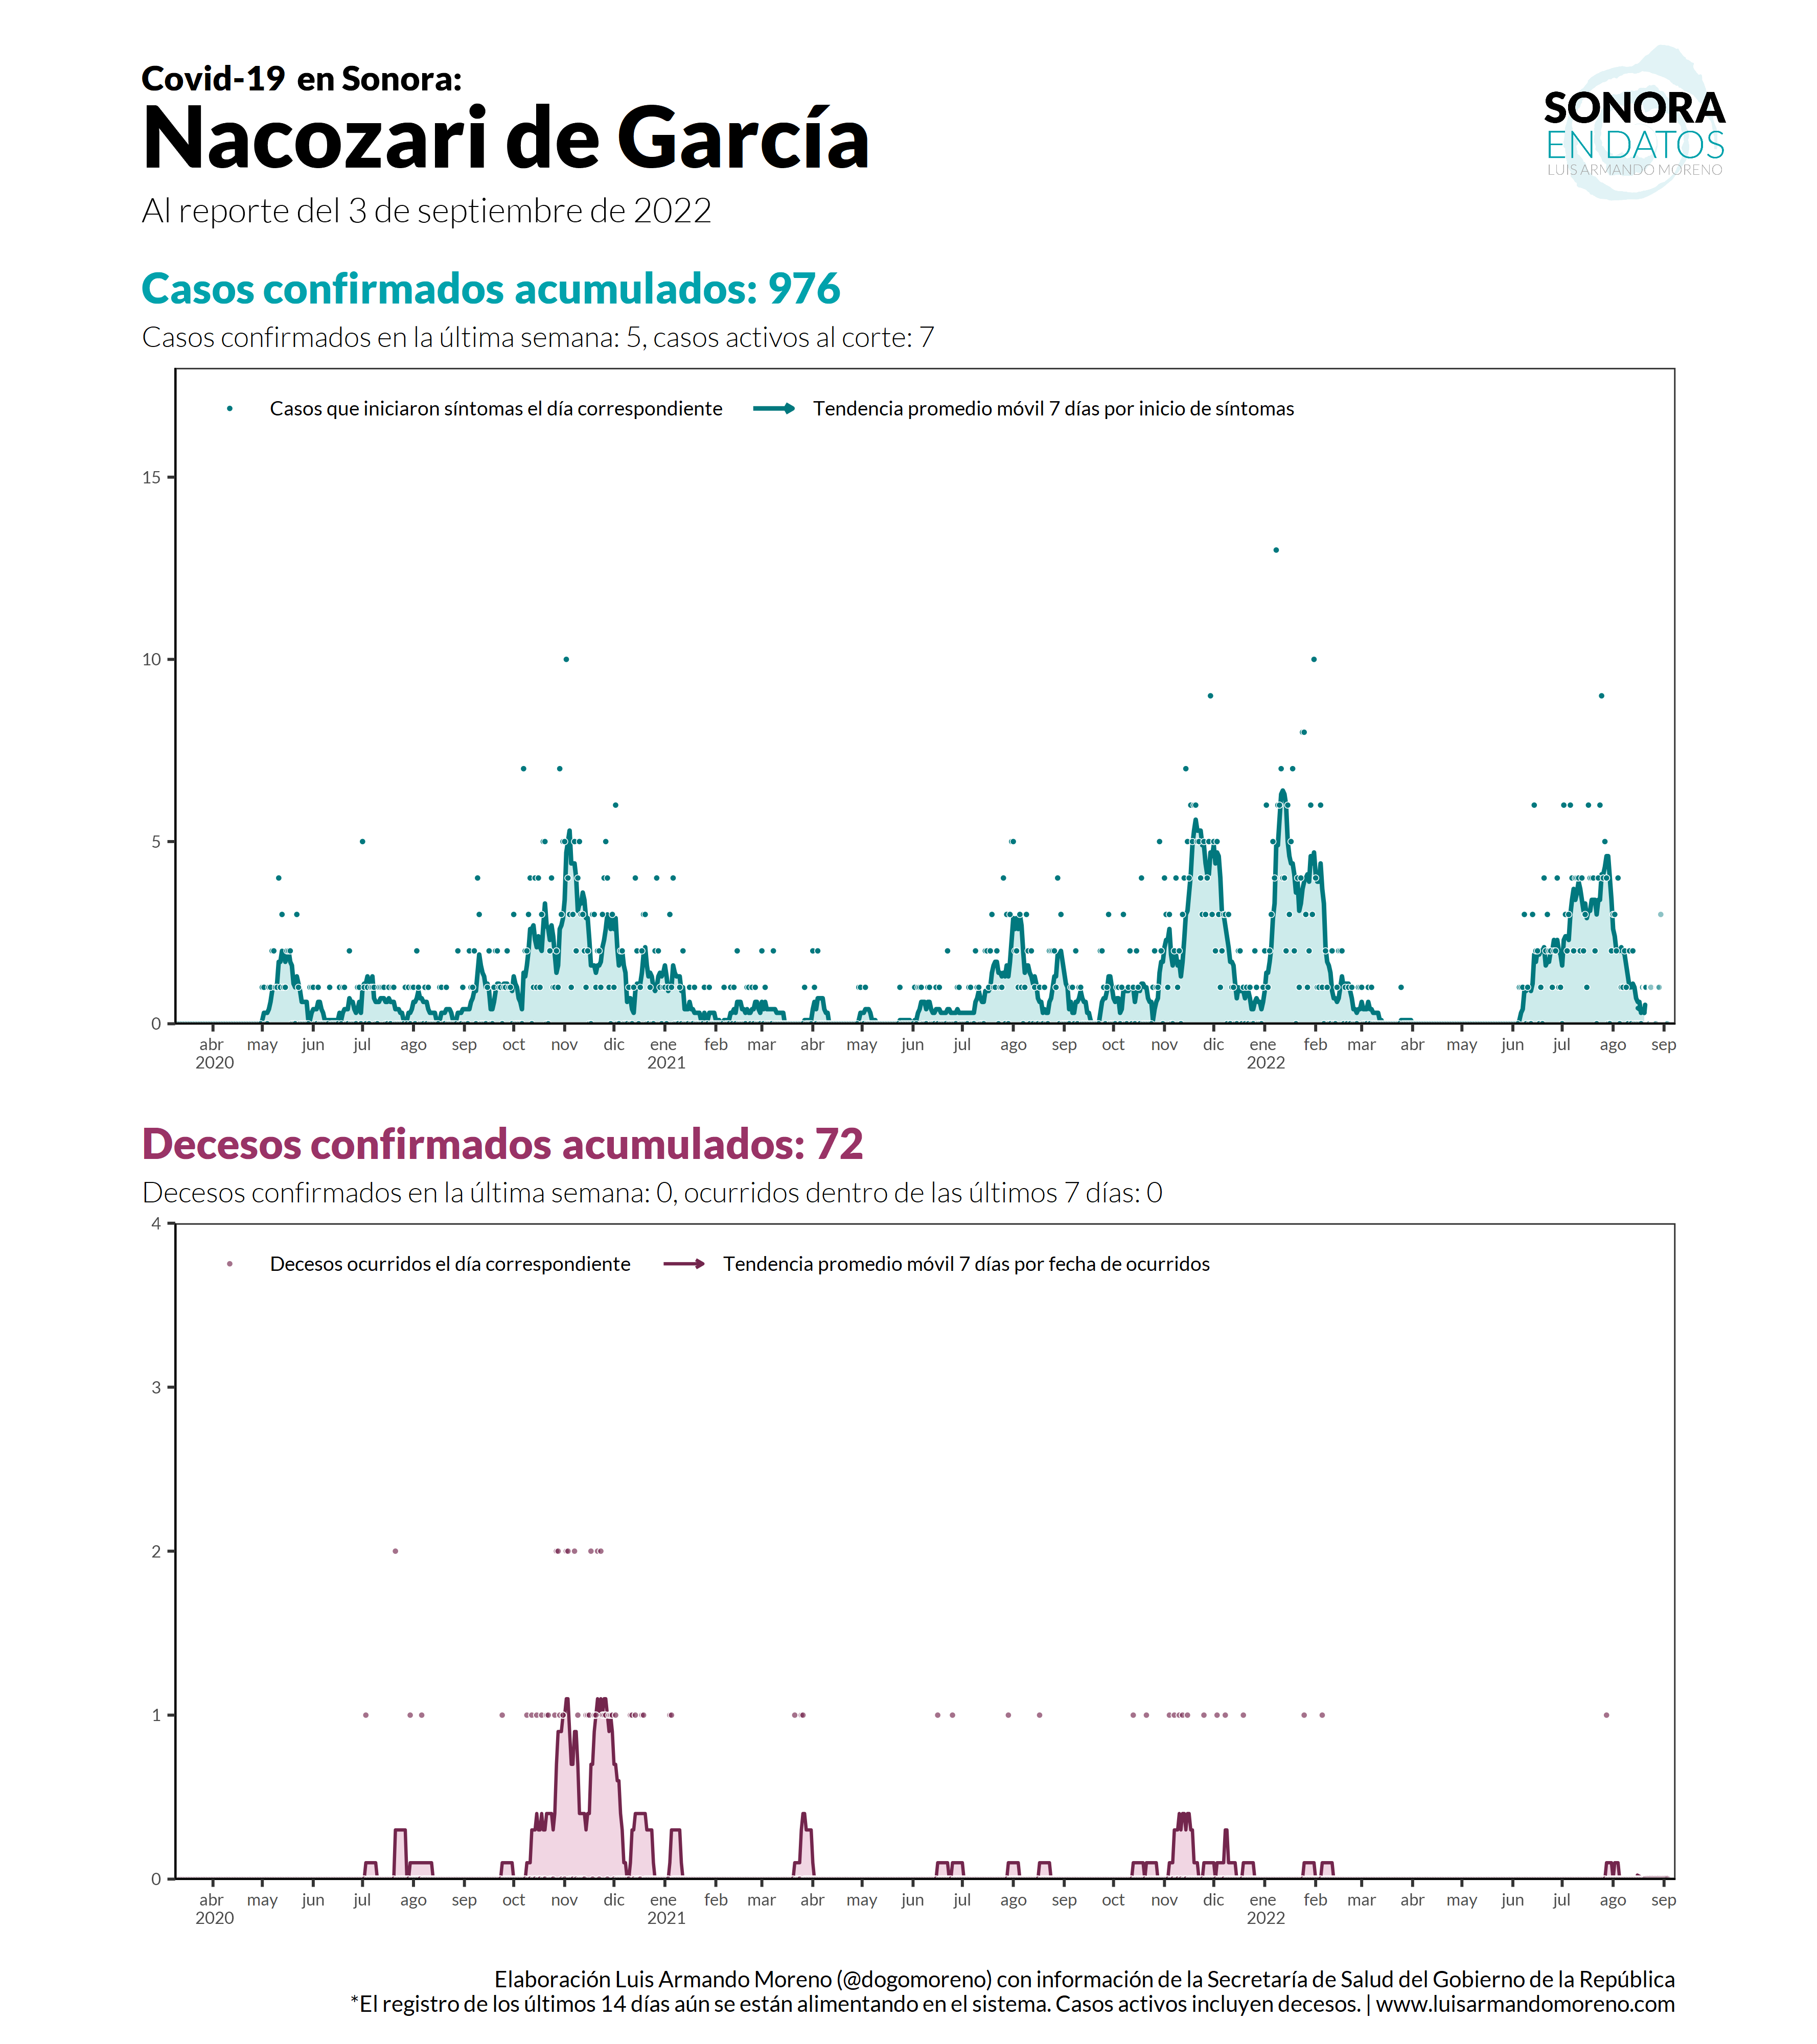 Covid-19 en Sonora:
Nacozari de García
Al reporte del 3 de septiembre de 2022
SONORA
EN DATOS
LUIS ARMANDO MORENO
Casos confirmados acumulados: 976
Casos confirmados en la última semana: 5, casos activos al corte: 7
Casos que iniciaron síntomas el día correspondiente Tendencia promedio móvil 7 días por inicio de síntomas
15
10
5
0
abr may jun jul ago sep oct nov dic ene feb mar abr may jun jul ago sep oct nov dic ene feb mar abr may jun jul ago sep
2020 2021 2022
Decesos confirmados acumulados: 72
Decesos confirmados en la última semana: 0, ocurridos dentro de las últimos 7 días: 0
4
Decesos ocurridos el día correspondiente Tendencia promedio móvil 7 días por fecha de ocurridos
3
2
1
0
abr may jun jul ago sep oct nov dic ene feb mar abr may jun jul ago sep oct nov dic ene feb mar abr may jun jul ago sep
2020 2021 2022
Elaboración Luis Armando Moreno (@dogomoreno) con información de la Secretaría de Salud del Gobierno de la República
*El registro de los últimos 14 días aún se están alimentando en el sistema. Casos activos incluyen decesos. | www.luisarmandomoreno.com